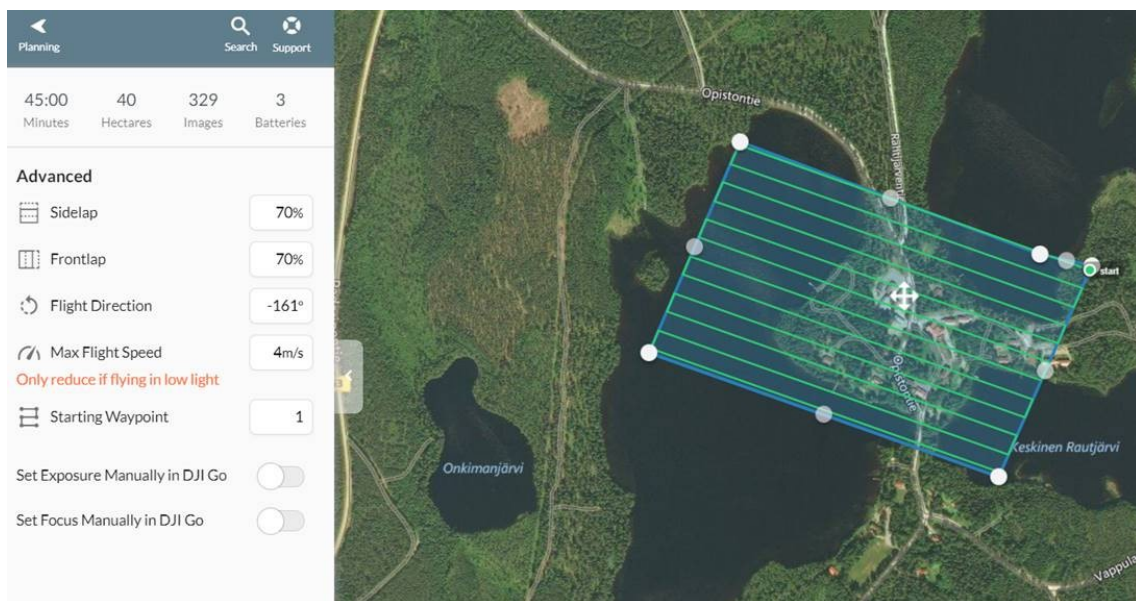 Planning
Search
Support
45:00
40
329
3
Minutes
Hectares
Images
Batteries
Advanced
Sidelap
70%
Frontlap
70%
Flight Direction
-161°
Max Flight Speed
4m/s
Only reduce if flying in low light
Starting Waypoint
1
Set Exposure Manually in DJI Go
Set Focus Manually in DJI Go
Opistontie
start
Opistontie
Onkimanjärvi
Keskinen Rautjärvi
Vappula